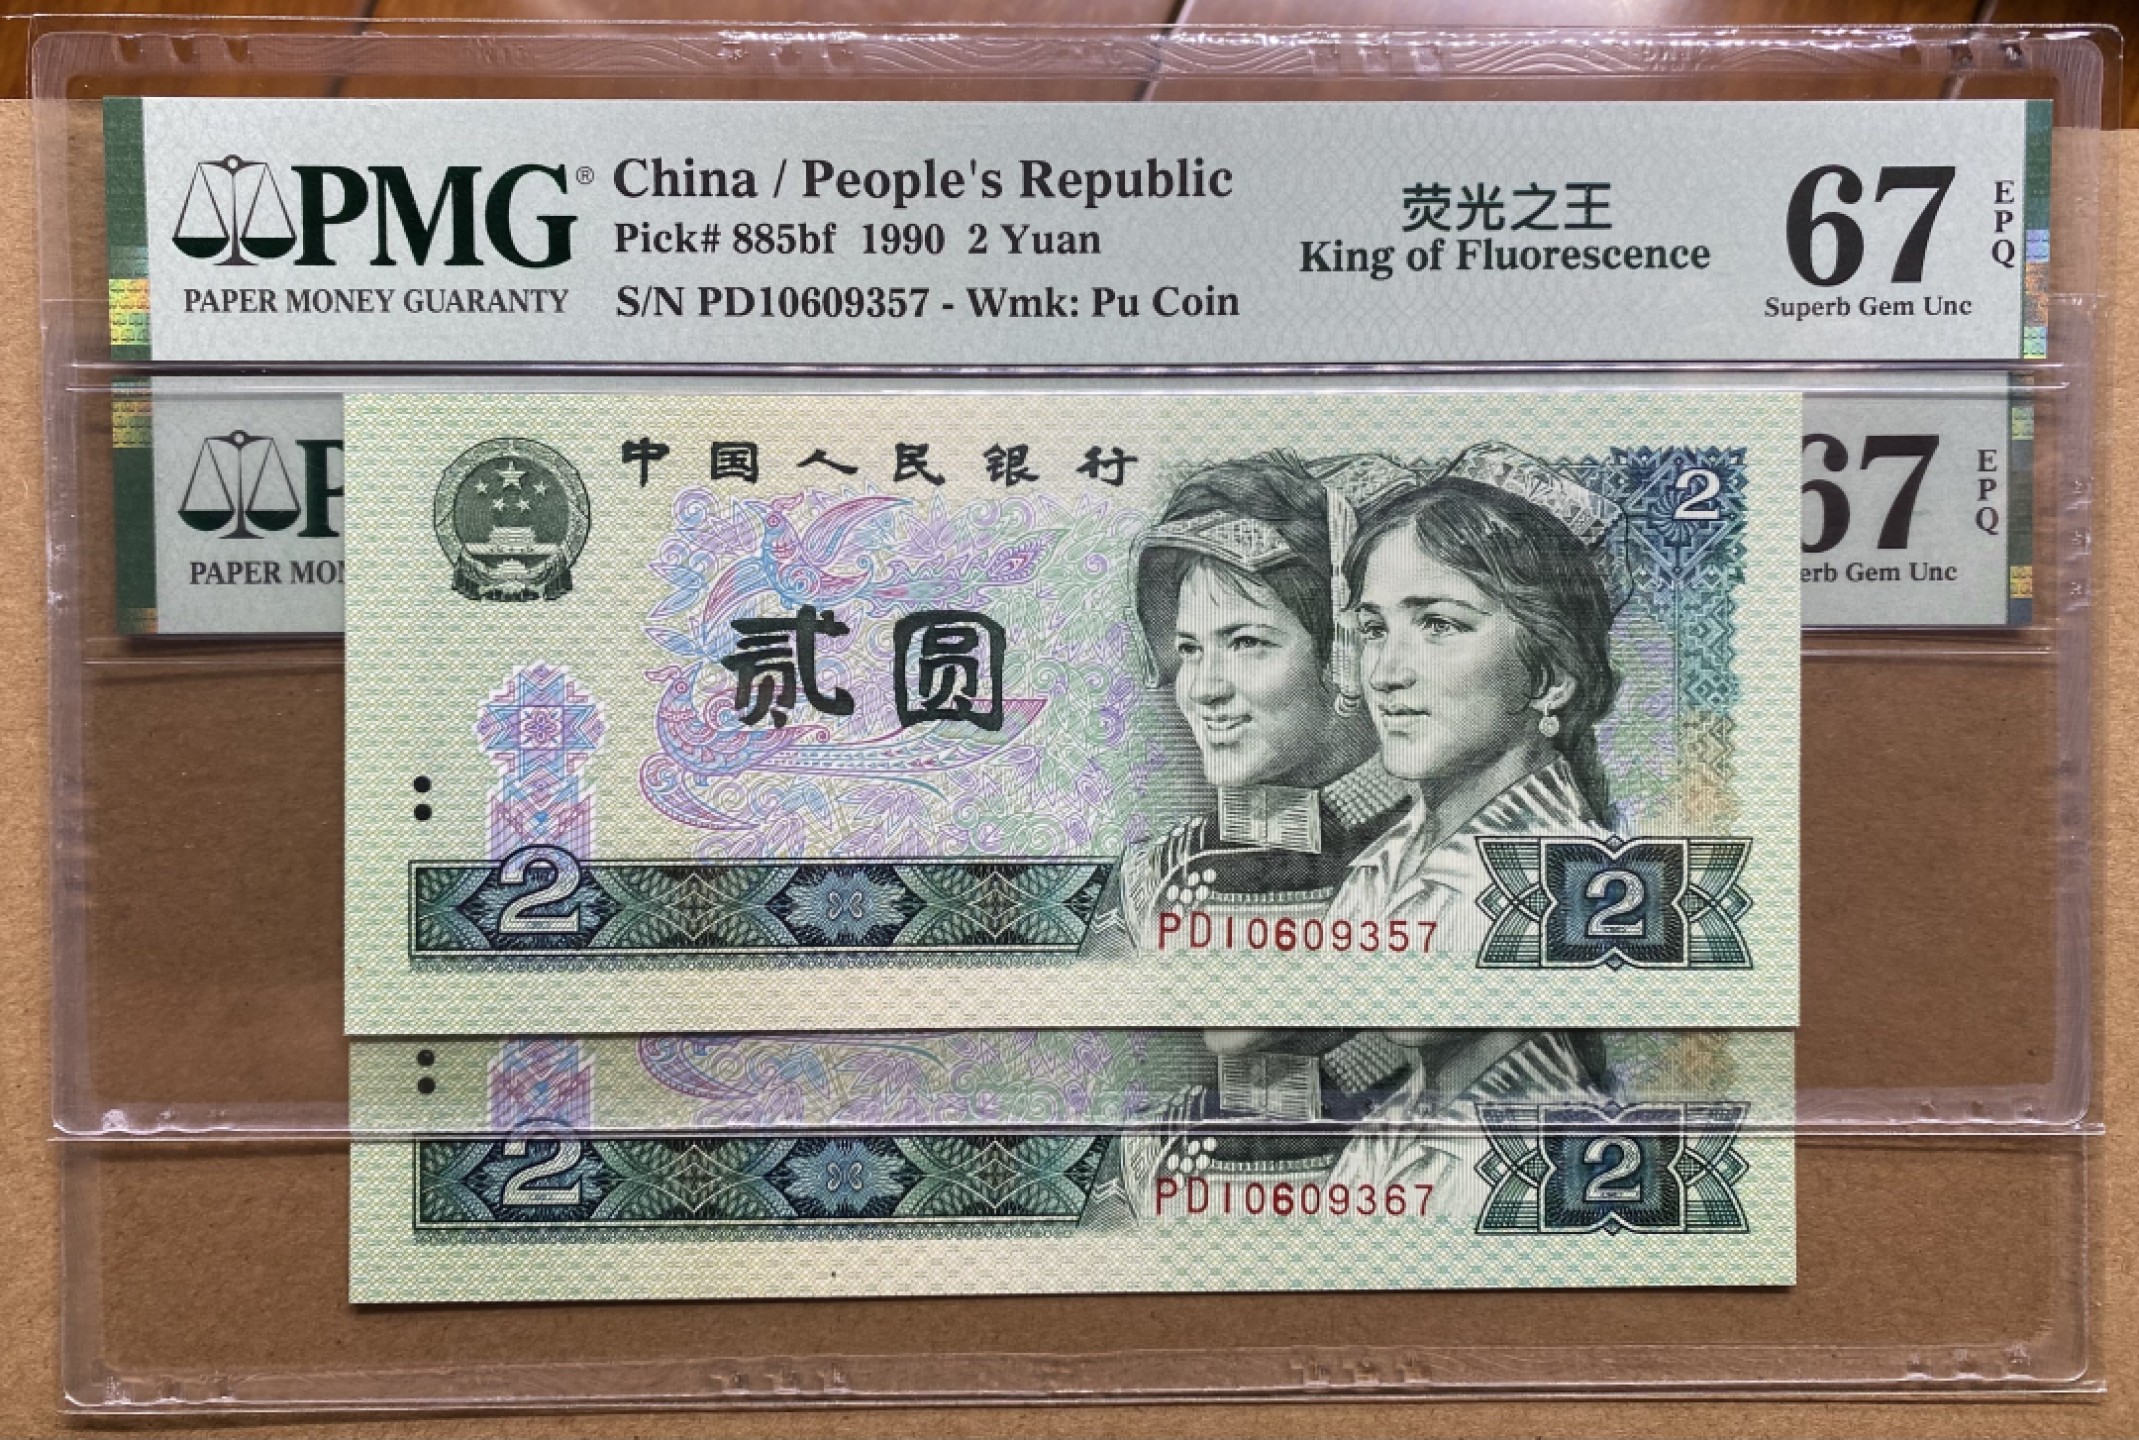 PMG®
PAPER MONEY GUARANTY
China / People's Republic
Pick# 885bf 1990 2 Yuan
S/N PD10609357 - Wmk: Pu Coin
荧光之王
King of Fluorescence
67
EPQ
Superb Gem Unc
P
PAPER MON
67
EPQ
erb Gem Unc
中国人民银行
2
贰圆
2
PD10609357
2
2
PD10609367
2